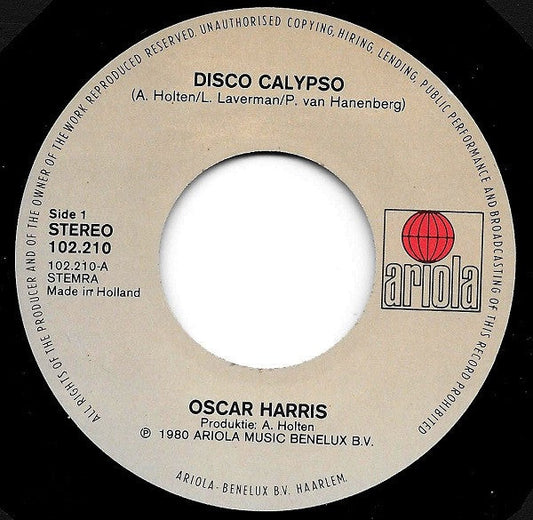 ALL RIGHTS OF THE PRODUCER AND OF THE OWNER OF THE WORK REPRODUCED RESERVED. UNAUTHORISED COPYING, HIRING, LENDING, PUBLIC PERFORMANCE AND BROADCASTING OF THIS RECORD PROHIBITED
DISCO CALYPSO
(A. Holten/L. Laverman/P. van Hanenberg)
Side 1
STEREO
102.210
102.210-A
STEMRA
Made in Holland
ariola
OSCAR HARRIS
Produktie: A. Holten
℗ 1980 ARIOLA MUSIC BENELUX B.V.
ARIOLA-BENELUX B.V. HAARLEM.